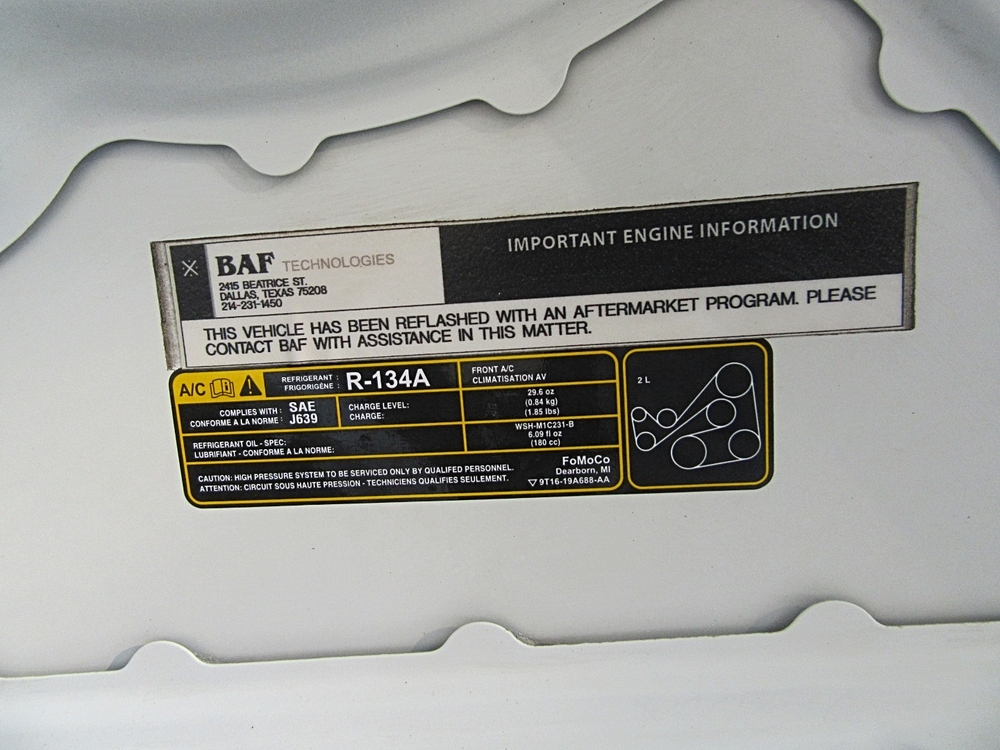 BAF TECHNOLOGIES
2415 BEATRICE ST.
DALLAS, TEXAS 75208
214-231-1450
IMPORTANT ENGINE INFORMATION
THIS VEHICLE HAS BEEN REFLASHED WITH AN AFTERMARKET PROGRAM. PLEASE
CONTACT BAF WITH ASSISTANCE IN THIS MATTER.
A/C
REFRIGERANT :
FRIGORIGÈNE :
R-134A
FRONT A/C
CLIMATISATION AV
COMPLIES WITH :
CONFORME A LA NORME :
SAE
J639
CHARGE LEVEL:
CHARGE:
29.6 oz
(0.84 kg)
(1.85 lbs)
REFRIGERANT OIL - SPEC:
LUBRIFIANT - CONFORME A LA NORME:
WSH-M1C231-B
6.09 fl oz
(180 cc)
CAUTION: HIGH PRESSURE SYSTEM TO BE SERVICED ONLY BY QUALIFED PERSONNEL.
ATTENTION: CIRCUIT SOUS HAUTE PRESSION - TECHNICIENS QUALIFIES SEULEMENT.
FoMoCo
Dearborn, MI
9T16-19A688-AA
2 L